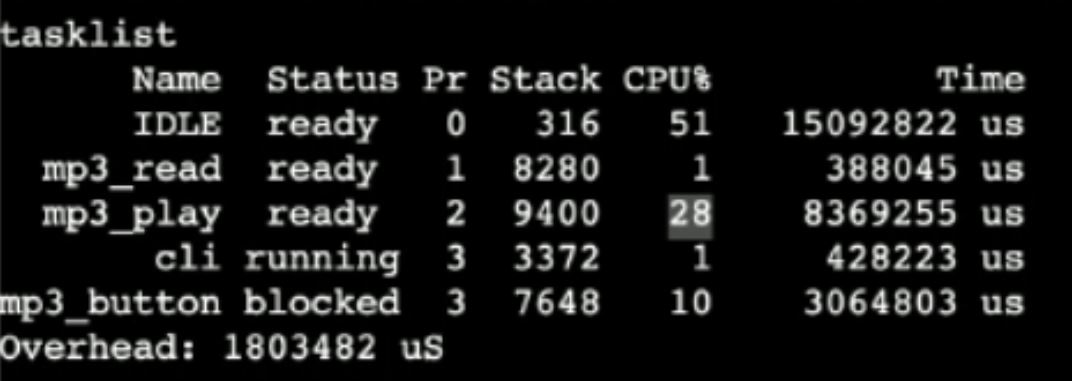 tasklist
Name Status Pr Stack CPU% Time
IDLE ready 0 316 51 15092822 us
mp3_read ready 1 8280 1 388045 us
mp3_play ready 2 9400 28 8369255 us
cli running 3 3372 1 428223 us
mp3_button blocked 3 7648 10 3064803 us
Overhead: 1803482 uS